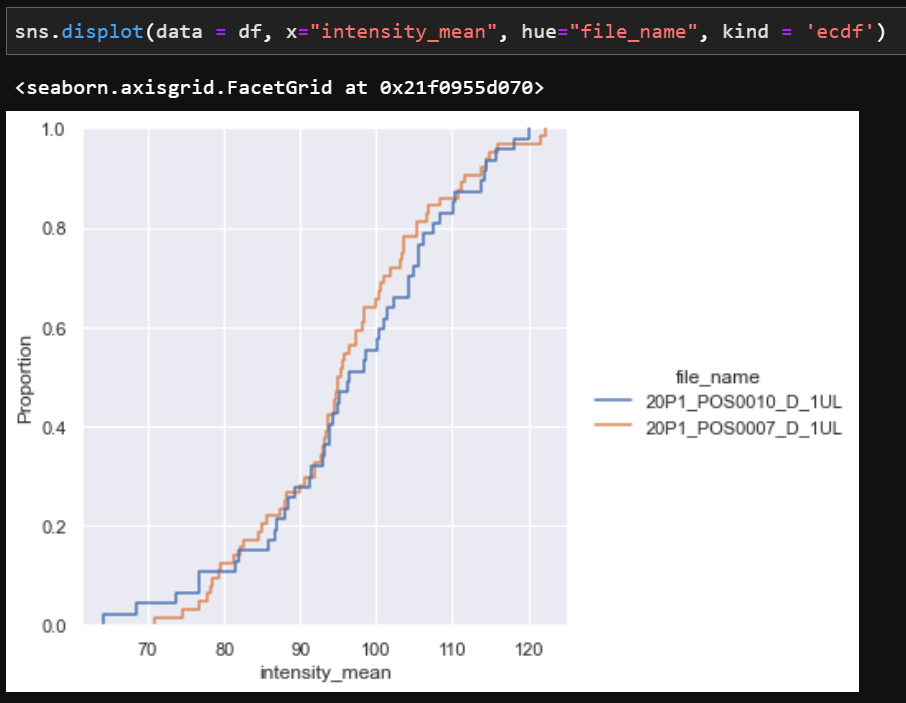 sns.displot(data = df, x="intensity_mean", hue="file_name", kind = 'ecdf')
<seaborn.axisgrid.FacetGrid at 0x21f0955d070>
1.0
0.8
0.6
0.4
0.2
0.0
Proportion
70 80 90 100 110 120
intensity_mean
file_name
20P1_POS0010_D_1UL
20P1_POS0007_D_1UL